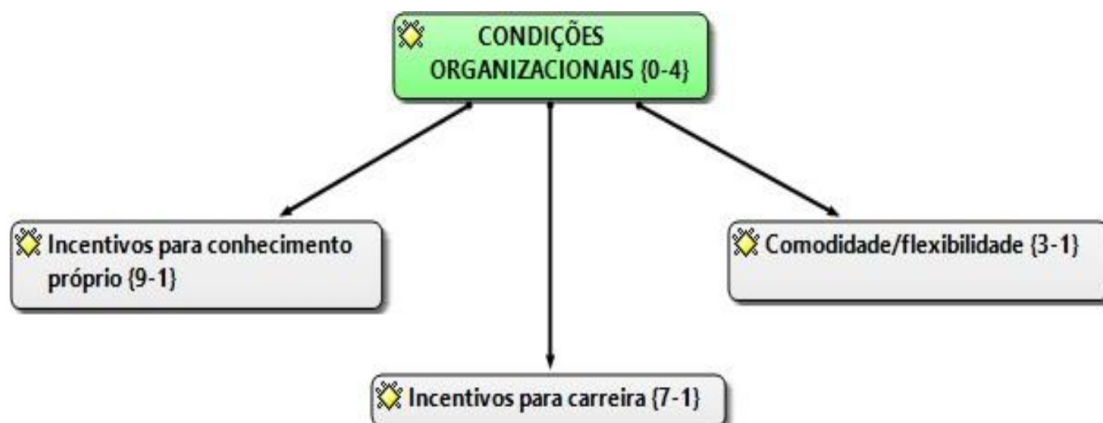 CONDIÇÕES
ORGANIZACIONAIS {0-4}
Incentivos para conhecimento
próprio {9-1}
Comodidade/flexibilidade {3-1}
Incentivos para carreira {7-1}